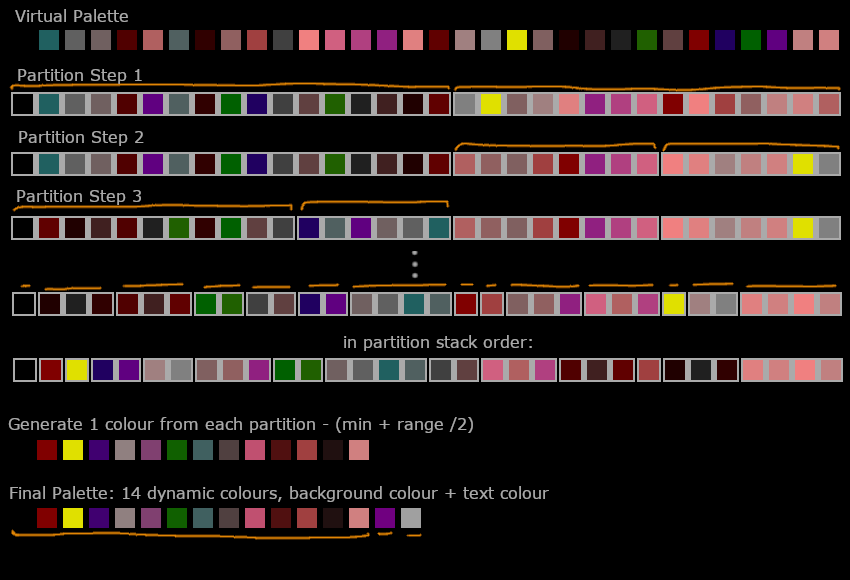 Virtual Palette
Partition Step 1
Partition Step 2
Partition Step 3
in partition stack order:
Generate 1 colour from each partition - (min + range /2)
Final Palette: 14 dynamic colours, background colour + text colour